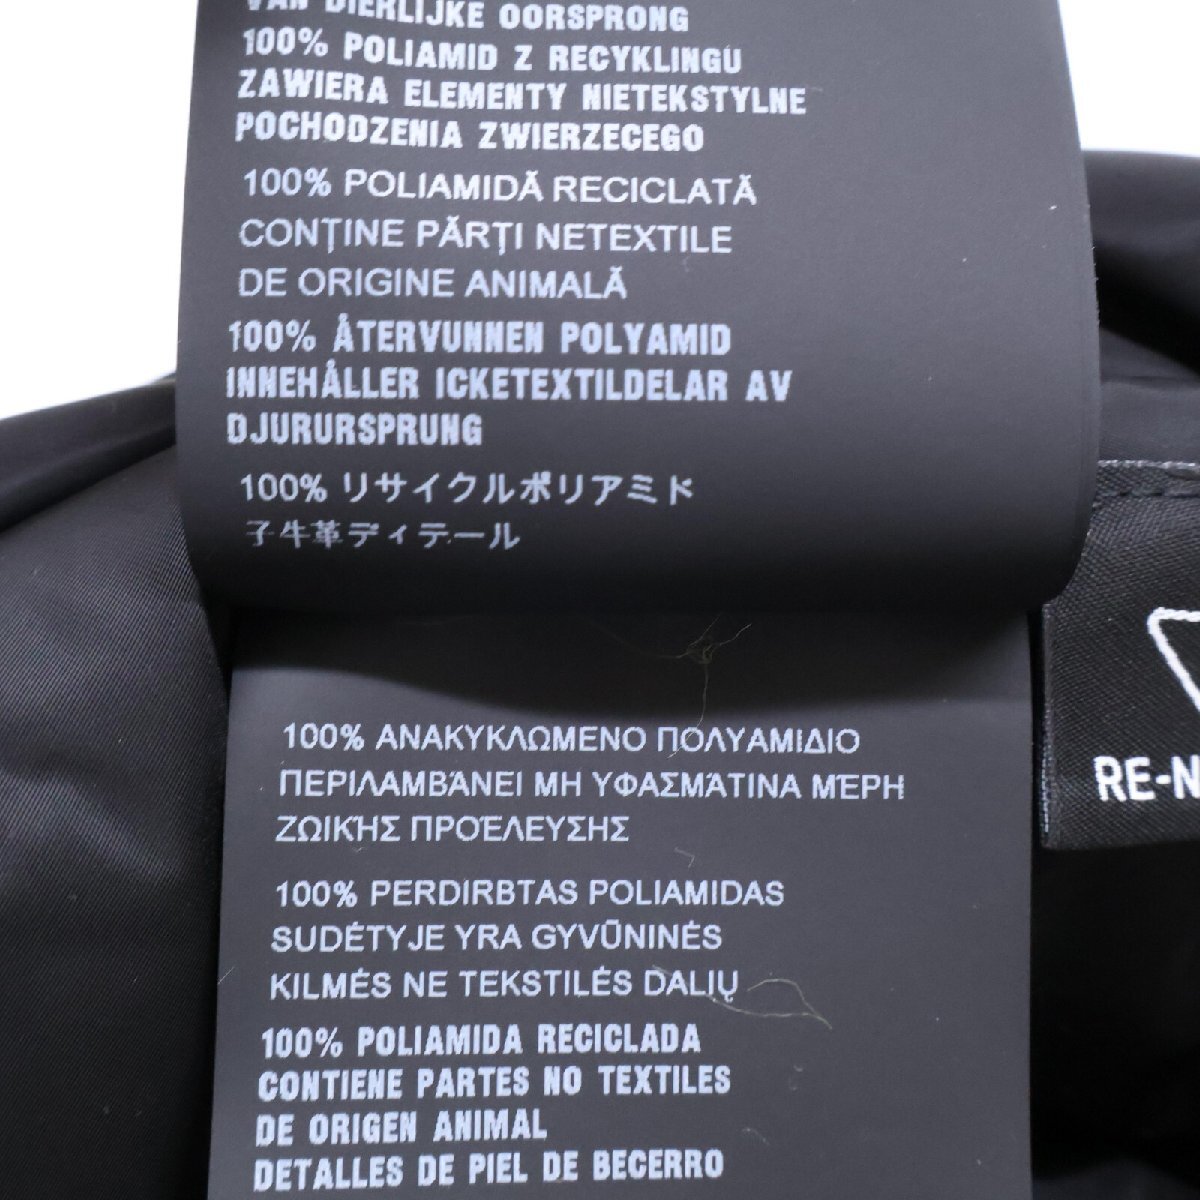 VAN DIERLIJKE OORSPRONG
100% POLIAMID Z RECYKLINGU
ZAWIERA ELEMENTY NIETEKSTYLNE
POCHODZENIA ZWIERZECEGO
100% POLIAMIDĂ RECICLATĂ
CONȚINE PĂRȚI NETEXTILE
DE ORIGINE ANIMALĂ
100% ÅTERVUNNEN POLYAMID
INNEHÅLLER ICKETEXTILDELAR AV
DJURURSPRUNG
100% リサイクルポリアミド
子牛革ディテール
100% ΑΝΑΚΥΚΛΩΜΕΝΟ ΠΟΛΥΑΜΙΔΙΟ
ΠΕΡΙΛΑΜΒΆΝΕΙ ΜΗ ΥΦΑΣΜΆΤΙΝΑ ΜΈΡΗ
ΖΩΙΚΉΣ ΠΡΟΈΛΕΥΣΗΣ
100% PERDIRBTAS POLIAMIDAS
SUDĖTYJE YRA GYVŪNINĖS
KILMĖS NE TEKSTILĖS DALIŲ
100% POLIAMIDA RECICLADA
CONTIENE PARTES NO TEXTILES
DE ORIGEN ANIMAL
DETALLES DE PIEL DE BECERRO
RE-N